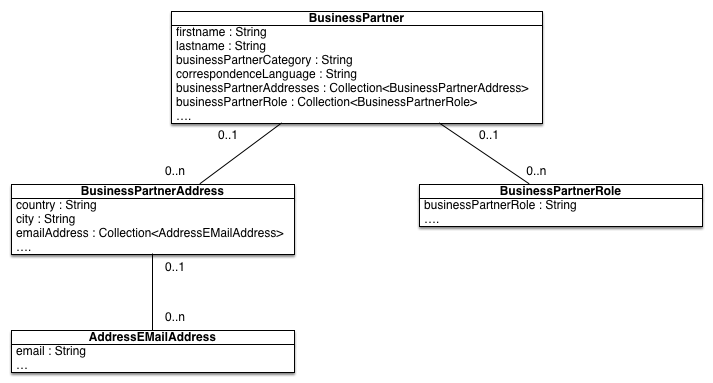 BusinessPartner
firstname : String
lastname : String
businessPartnerCategory : String
correspondenceLanguage : String
businessPartnerAddresses : Collection<BusinessPartnerAddress>
businessPartnerRole : Collection<BusinessPartnerRole>
....
0..1
0..1
0..n
0..n
BusinessPartnerAddress
country : String
city : String
emailAddress : Collection<AddressEMailAddress>
....
BusinessPartnerRole
businessPartnerRole : String
....
0..1
0..n
AddressEMailAddress
email : String
...